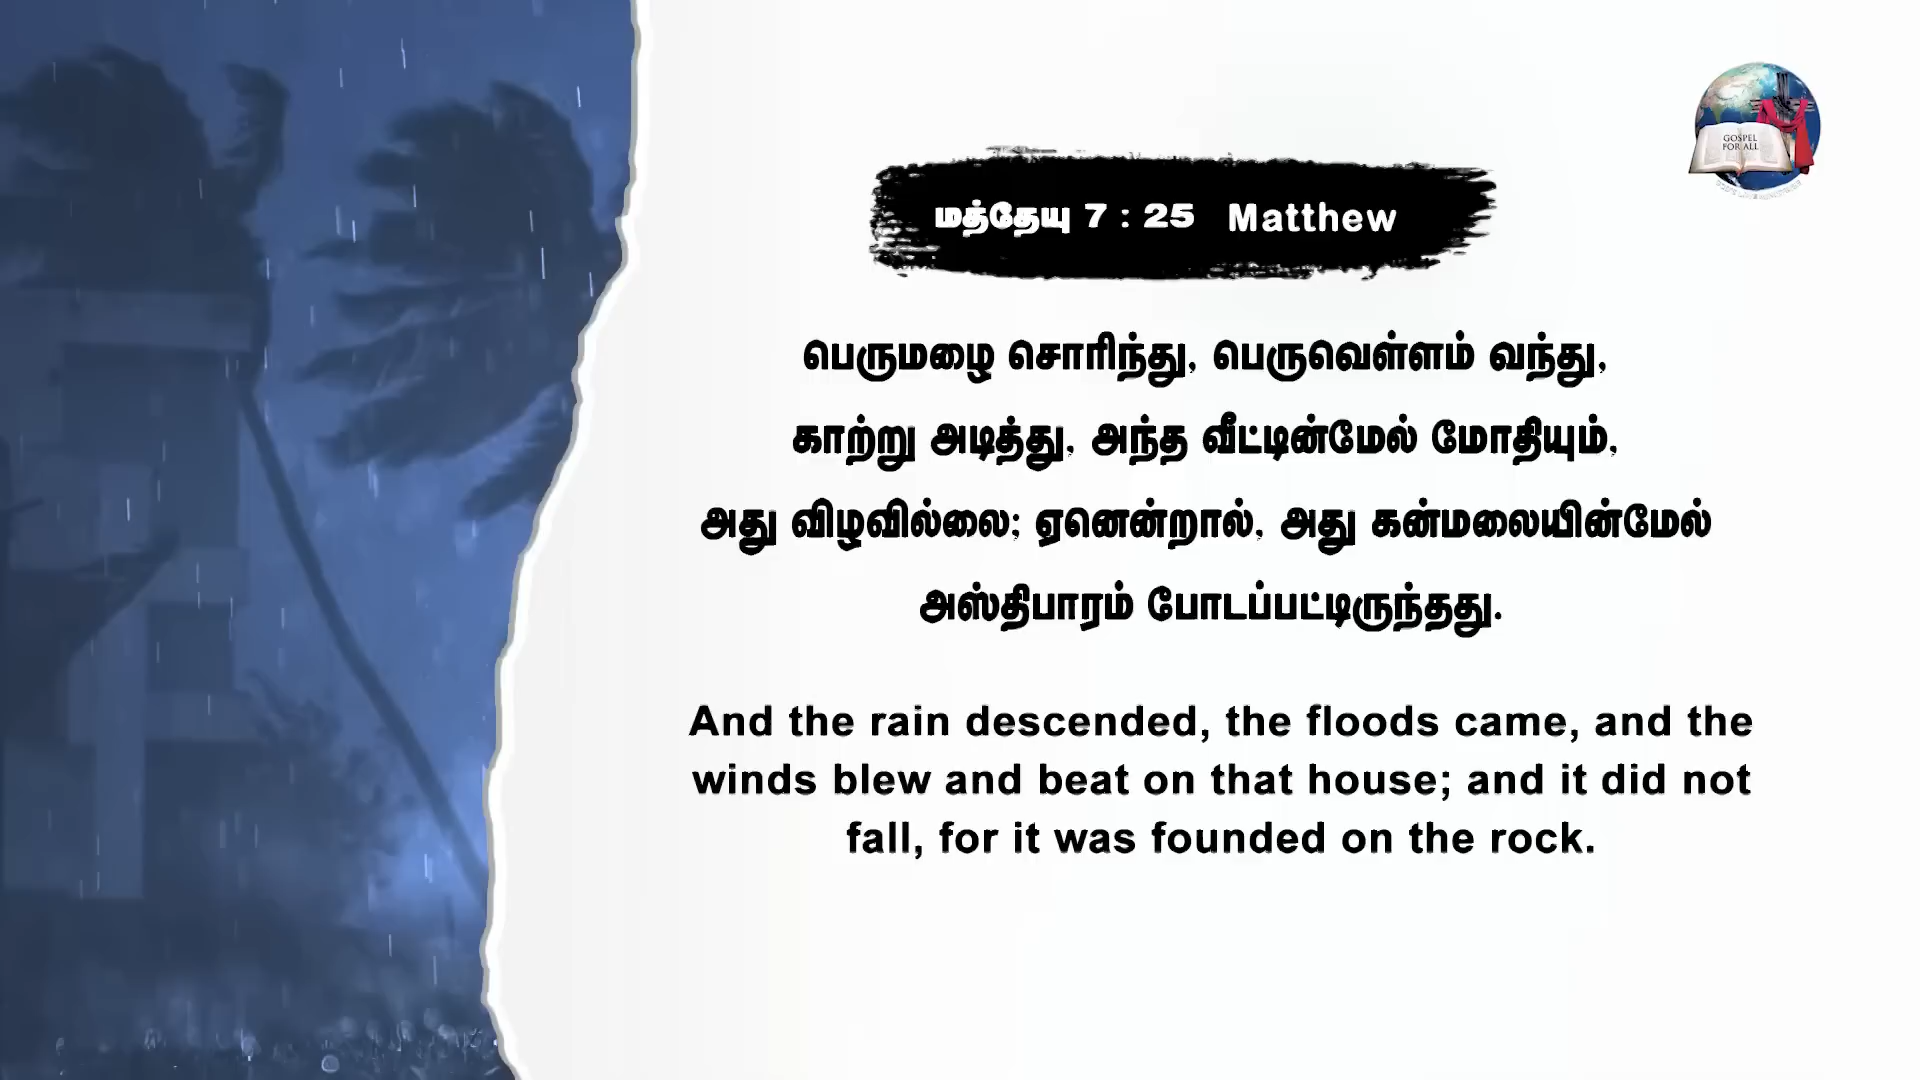 GOSPEL
FOR ALL
மத்தேயு 7 : 25 Matthew
பெருமழை சொரிந்து, பெருவெள்ளம் வந்து,
காற்று அடித்து, அந்த வீட்டின்மேல் மோதியும்,
அது விழவில்லை; ஏனென்றால், அது கன்மலையின்மேல்
அஸ்திபாரம் போடப்பட்டிருந்தது.
And the rain descended, the floods came, and the
winds blew and beat on that house; and it did not
fall, for it was founded on the rock.